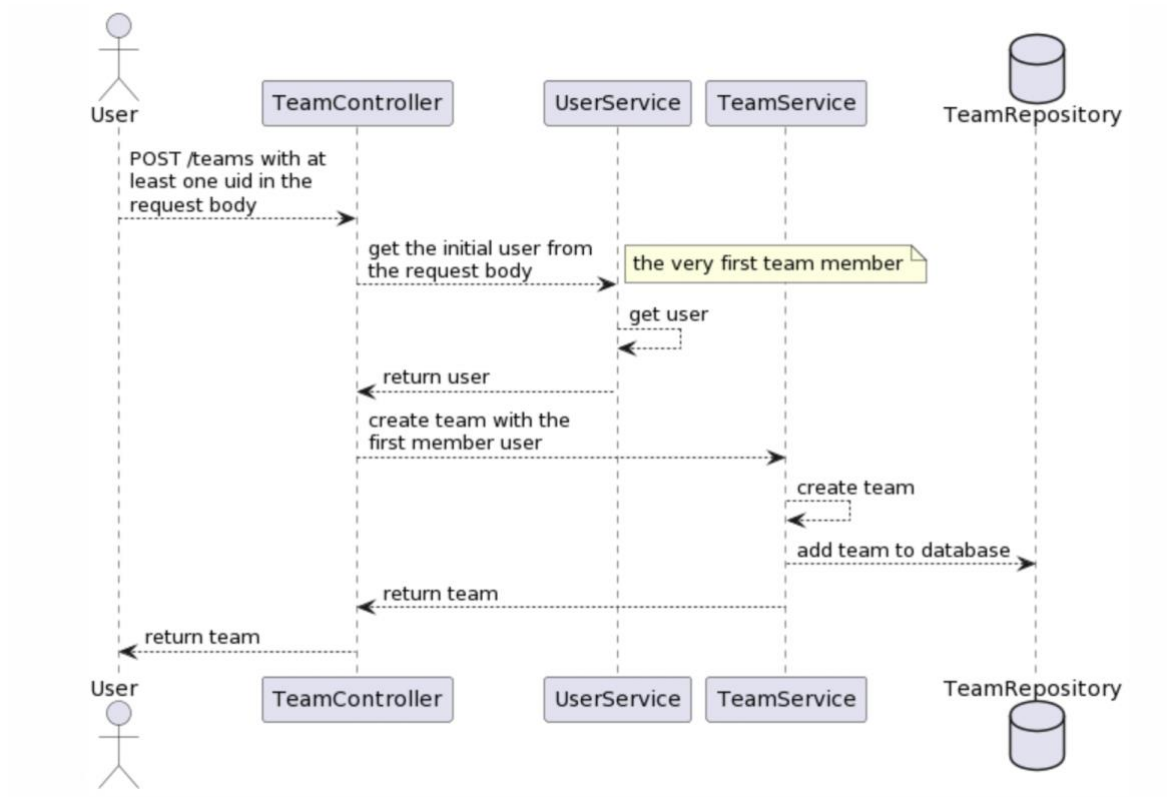 User
TeamController
UserService
TeamService
TeamRepository
POST /teams with at
least one uid in the
request body
get the initial user from
the request body
the very first team member
get user
return user
create team with the
first member user
create team
add team to database
return team
return team
User
TeamController
UserService
TeamService
TeamRepository